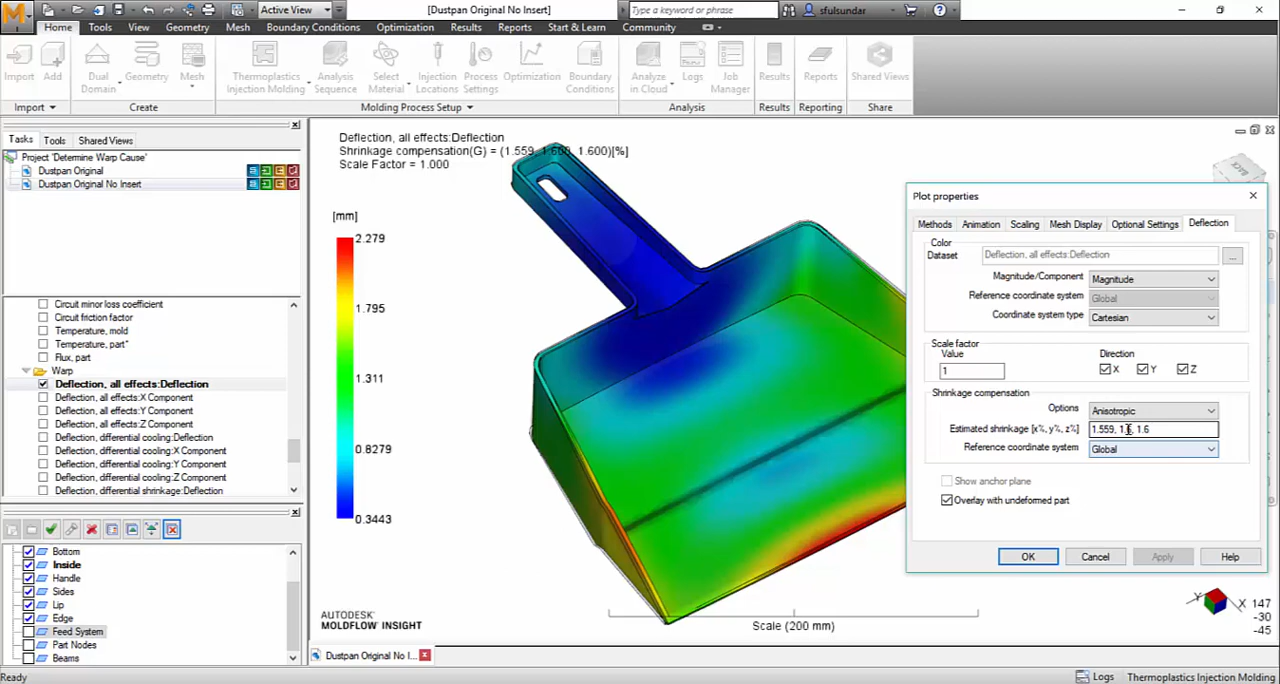 Active View
[Dustpan Original No Insert]
Type a keyword or phrase
sfulsundar
Home
Tools
View
Geometry
Mesh
Boundary Conditions
Optimization
Results
Reports
Start & Learn
Community
Import
Add
Dual Domain
Geometry
Mesh
Thermoplastics Injection Molding
Analysis Sequence
Select Material
Injection Locations
Process Settings
Optimization
Boundary Conditions
Analyze in Cloud
Logs
Job Manager
Results
Reports
Shared Views
Import
Create
Molding Process Setup
Analysis
Results
Reporting
Share
Tasks
Tools
Shared Views
Project 'Determine Warp Cause'
Dustpan Original
Dustpan Original No Insert
Circuit minor loss coefficient
Circuit friction factor
Temperature, mold
Temperature, part*
Flux, part
Warp
Deflection, all effects:Deflection
Deflection, all effects:X Component
Deflection, all effects:Y Component
Deflection, all effects:Z Component
Deflection, differential cooling:Deflection
Deflection, differential cooling:X Component
Deflection, differential cooling:Y Component
Deflection, differential cooling:Z Component
Deflection, differential shrinkage:Deflection
Bottom
Inside
Handle
Sides
Lip
Edge
Feed System
Part Nodes
Beams
Deflection, all effects:Deflection
Shrinkage compensation(G) = (1.559, 1.600, 1.600)[%]
Scale Factor = 1.000
[mm]
2.279
1.795
1.311
0.8279
0.3443
AUTODESK®
MOLDFLOW® INSIGHT
Scale (200 mm)
BACK
Plot properties
Methods
Animation
Scaling
Mesh Display
Optional Settings
Deflection
Color
Dataset
Deflection, all effects:Deflection
...
Magnitude/Component
Magnitude
Reference coordinate system
Global
Coordinate system type
Cartesian
Scale factor
Value
1
Direction
X
Y
Z
Shrinkage compensation
Options
Anisotropic
Estimated shrinkage [x%, y%, z%]
1.559, 1.6, 1.6
Reference coordinate system
Global
Show anchor plane
Overlay with undeformed part
OK
Cancel
Apply
Help
Y
X
147
-30
-45
Dustpan Original No I...
Ready
Logs
Thermoplastics Injection Molding